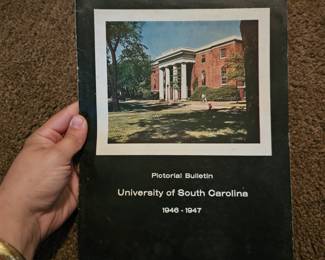 Pictorial Bulletin
University of South Carolina
1946 - 1947